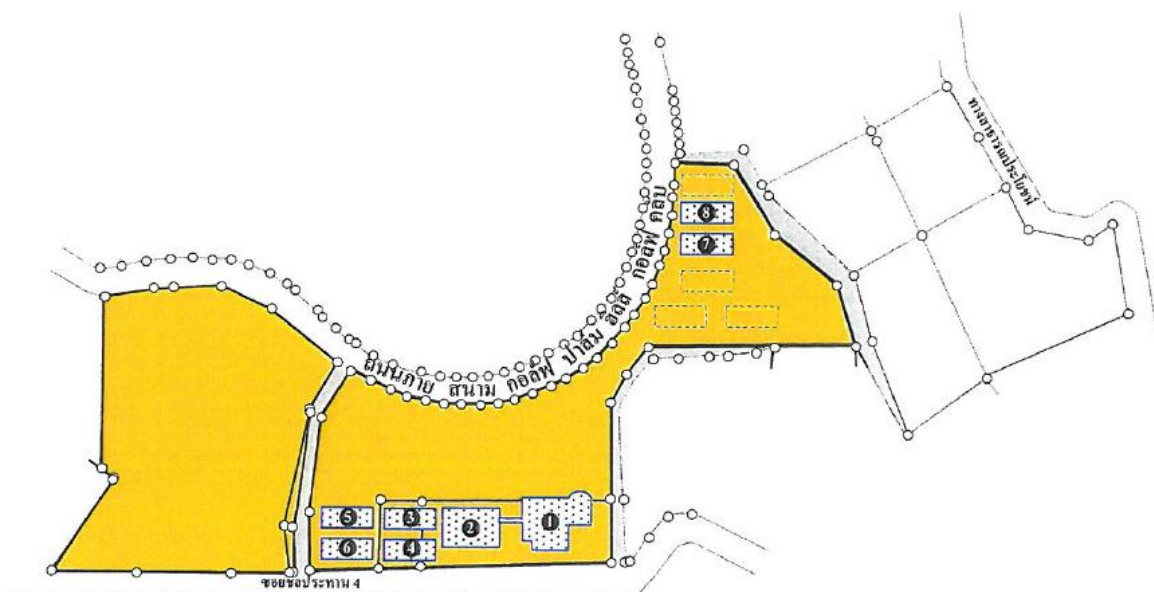 ทางสาธารณประโยชน์
8
7
ถนนภาย สนาม กอล์ฟ ปาล์ม ฮิลล์ กอล์ฟ คลับ
5
3
2
1
6
4
ซอยชลประทาน 4